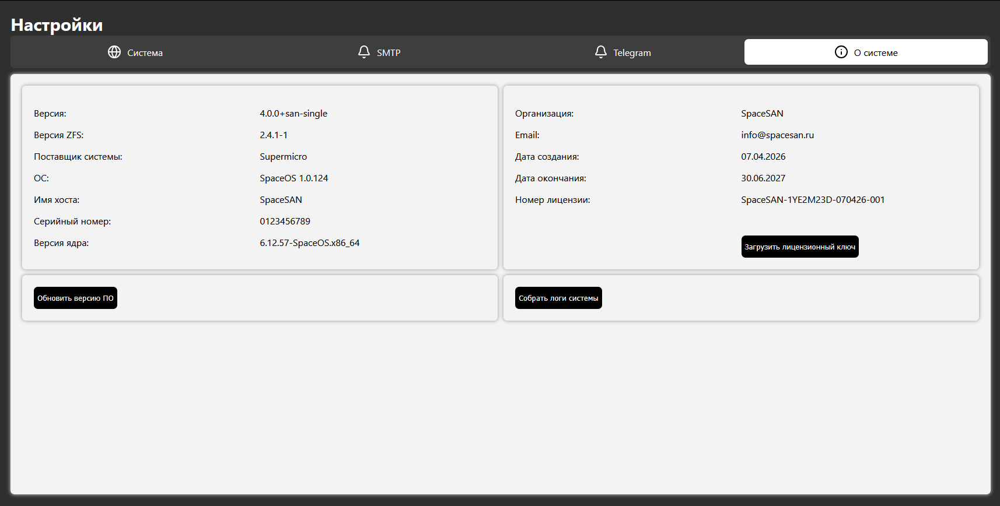 Настройки
Система
SMTP
Telegram
О системе
Версия: 4.0.0+san-single
Версия ZFS: 2.4.1-1
Поставщик системы: Supermicro
ОС: SpaceOS 1.0.124
Имя хоста: SpaceSAN
Серийный номер: 0123456789
Версия ядра: 6.12.57-SpaceOS.x86_64
Организация: SpaceSAN
Email: info@spacesan.ru
Дата создания: 07.04.2026
Дата окончания: 30.06.2027
Номер лицензии: SpaceSAN-1YE2M23D-070426-001
Загрузить лицензионный ключ
Обновить версию ПО
Собрать логи системы